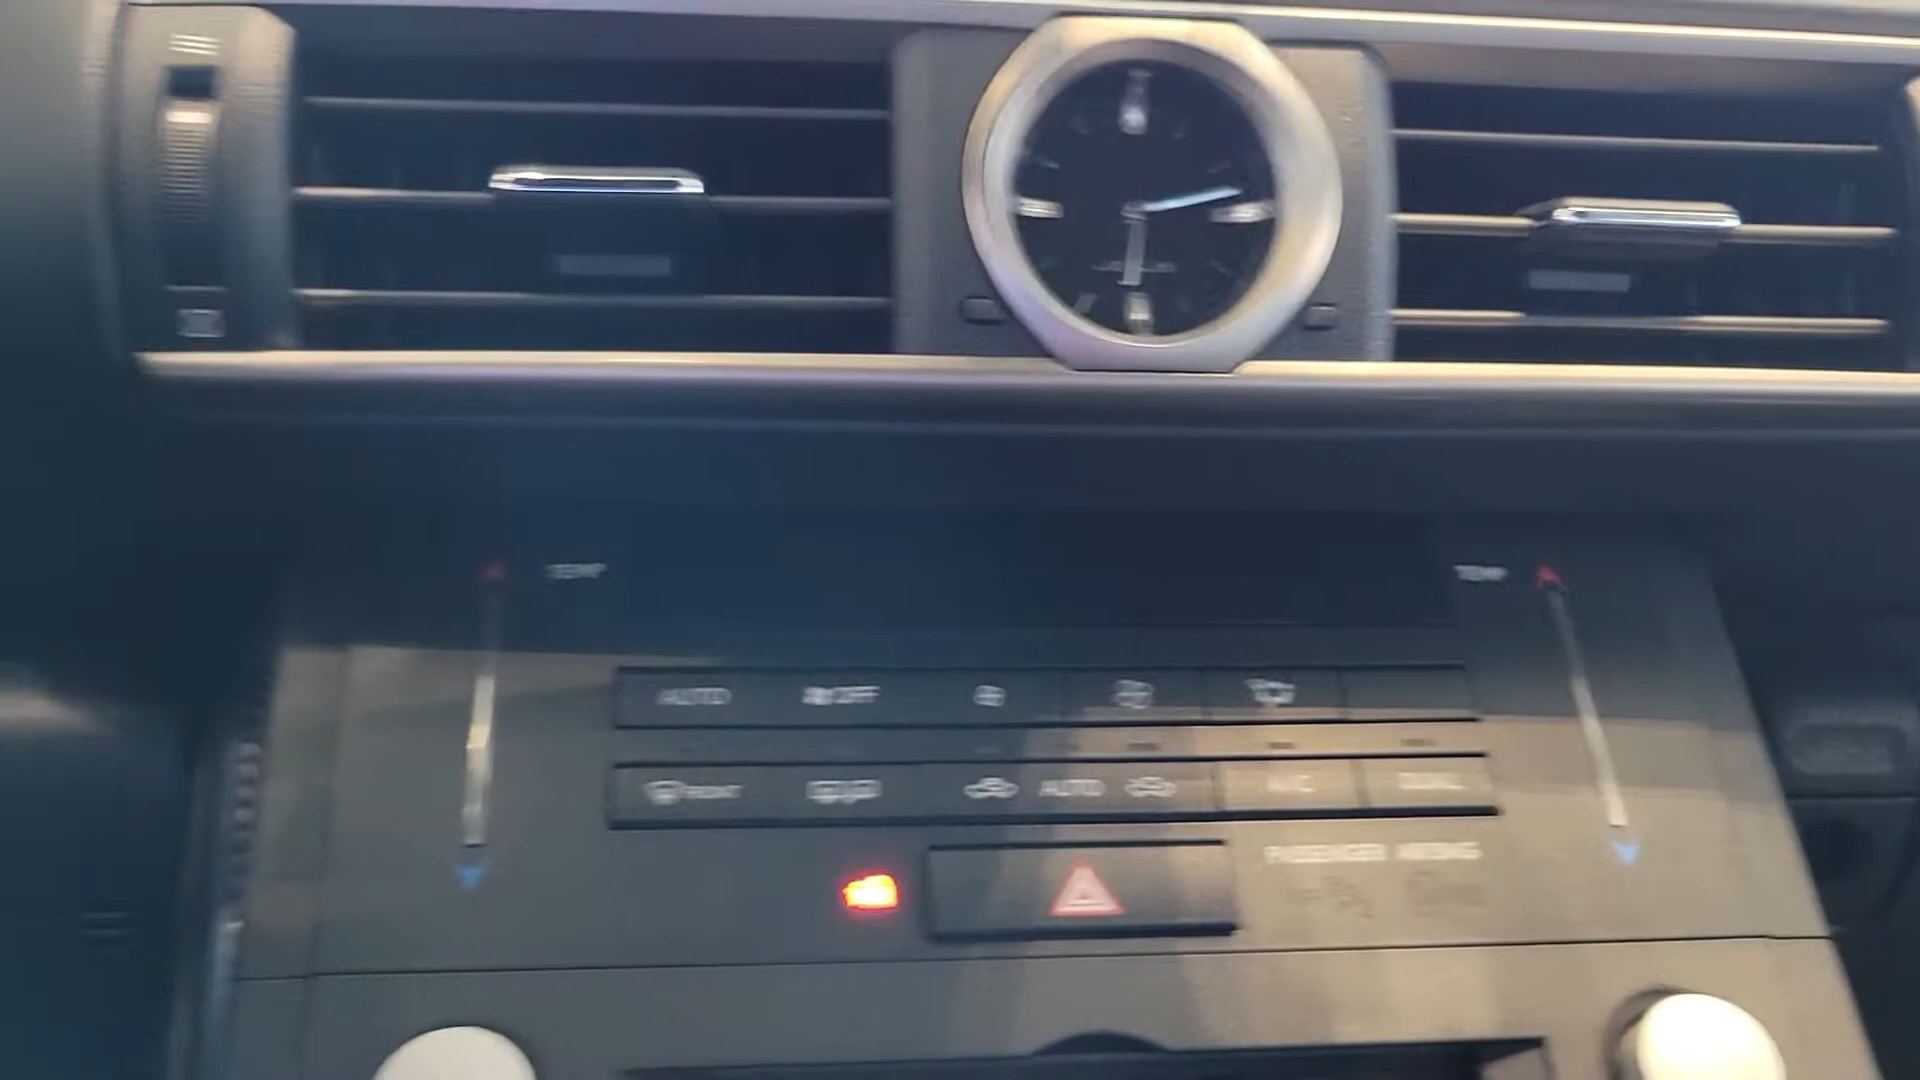 TEMP TEMP
AUTO OFF
FRONT AUTO A/C DUAL
PASSENGER AIRBAG